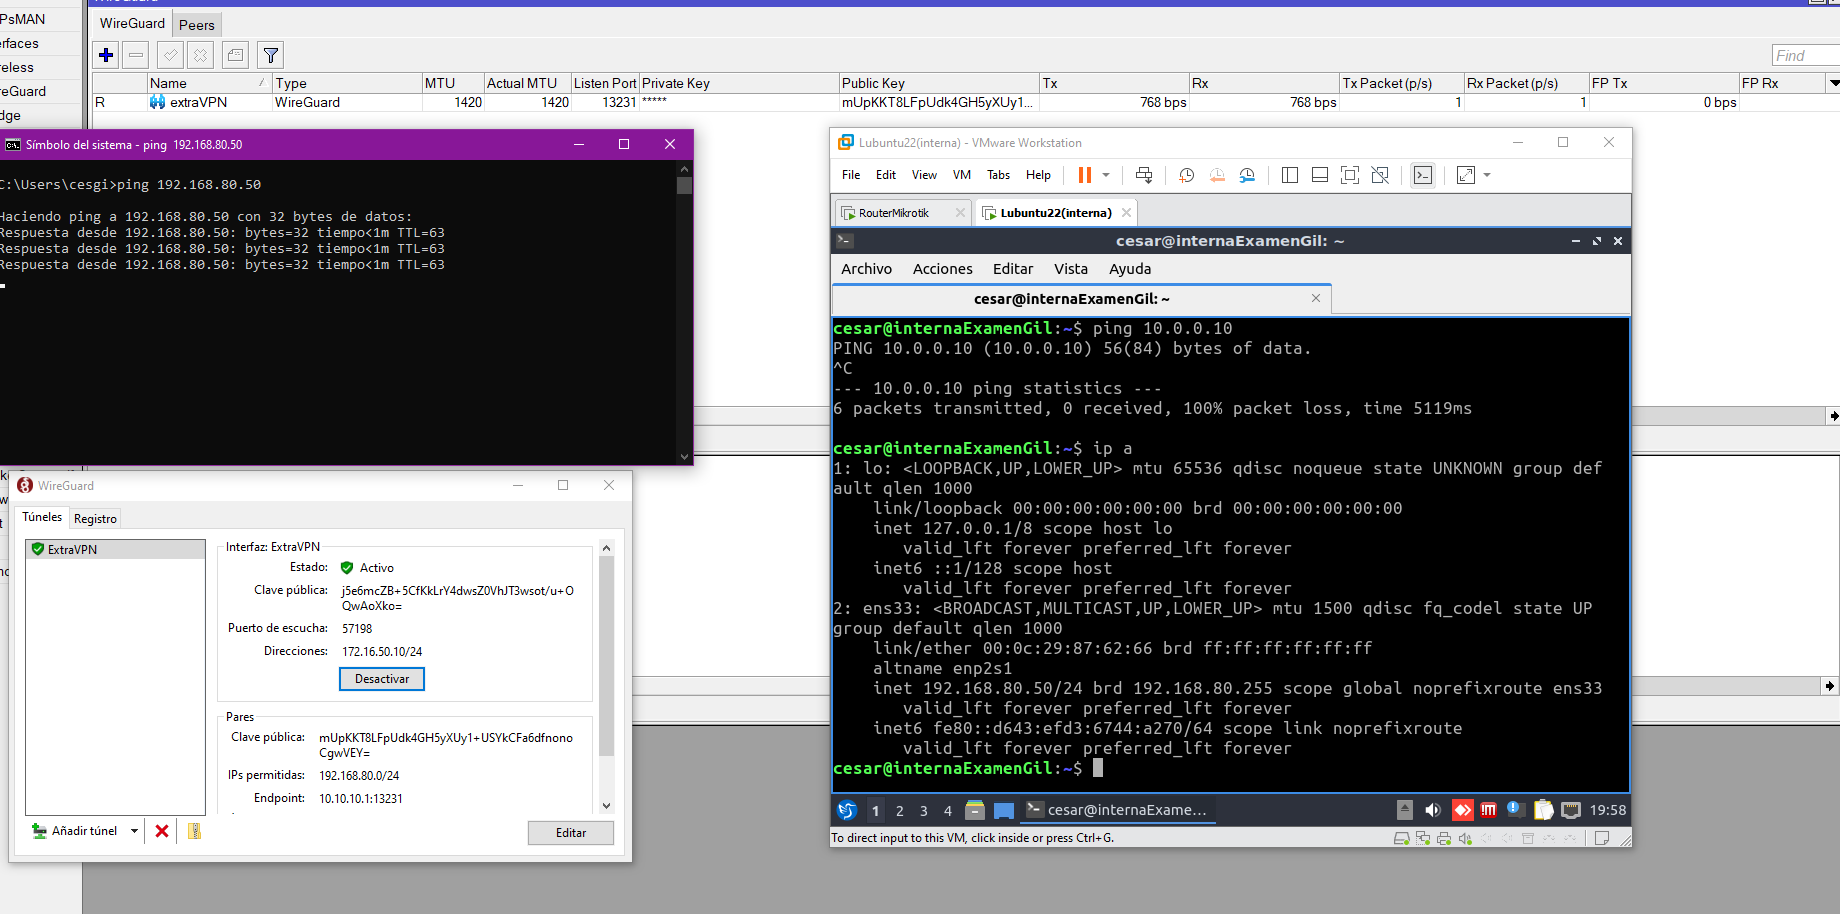 PsMAN
erfaces
reless
reGuard
dge
WireGuard
Peers
Find
Name
Type
MTU
Actual MTU
Listen Port
Private Key
Public Key
Tx
Rx
Tx Packet (p/s)
Rx Packet (p/s)
FP Tx
FP Rx
R
extraVPN
WireGuard
1420
1420
13231
*****
mUpKKT8LFpUdk4GH5yXUy1...
768 bps
768 bps
1
1
0 bps
Símbolo del sistema - ping 192.168.80.50
C:\Users\cesgi>ping 192.168.80.50
Haciendo ping a 192.168.80.50 con 32 bytes de datos:
Respuesta desde 192.168.80.50: bytes=32 tiempo<1m TTL=63
Respuesta desde 192.168.80.50: bytes=32 tiempo<1m TTL=63
Respuesta desde 192.168.80.50: bytes=32 tiempo<1m TTL=63
WireGuard
Túneles
Registro
ExtraVPN
Interfaz: ExtraVPN
Estado:
Activo
Clave pública:
j5e6mcZB+5CfKkLrY4dwsZ0VhJT3wsot/u+O
QwAoXko=
Puerto de escucha:
57198
Direcciones:
172.16.50.10/24
Desactivar
Pares
Clave pública:
mUpKKT8LFpUdk4GH5yXUy1+USYkCFa6dfnono
CgwVEY=
IPs permitidas:
192.168.80.0/24
Endpoint:
10.10.10.1:13231
Añadir túnel
Editar
Lubuntu22(interna) - VMware Workstation
File
Edit
View
VM
Tabs
Help
RouterMikrotik
Lubuntu22(interna)
cesar@internaExamenGil: ~
Archivo
Acciones
Editar
Vista
Ayuda
cesar@internaExamenGil: ~
cesar@internaExamenGil:~$ ping 10.0.0.10
PING 10.0.0.10 (10.0.0.10) 56(84) bytes of data.
^C
--- 10.0.0.10 ping statistics ---
6 packets transmitted, 0 received, 100% packet loss, time 5119ms
cesar@internaExamenGil:~$ ip a
1: lo: <LOOPBACK,UP,LOWER_UP> mtu 65536 qdisc noqueue state UNKNOWN group def
ault qlen 1000
link/loopback 00:00:00:00:00:00 brd 00:00:00:00:00:00
inet 127.0.0.1/8 scope host lo
valid_lft forever preferred_lft forever
inet6 ::1/128 scope host
valid_lft forever preferred_lft forever
2: ens33: <BROADCAST,MULTICAST,UP,LOWER_UP> mtu 1500 qdisc fq_codel state UP
group default qlen 1000
link/ether 00:0c:29:87:62:66 brd ff:ff:ff:ff:ff:ff
altname enp2s1
inet 192.168.80.50/24 brd 192.168.80.255 scope global noprefixroute ens33
valid_lft forever preferred_lft forever
inet6 fe80::d643:efd3:6744:a270/64 scope link noprefixroute
valid_lft forever preferred_lft forever
cesar@internaExamenGil:~$
1
2
3
4
cesar@internaExame...
19:58
To direct input to this VM, click inside or press Ctrl+G.